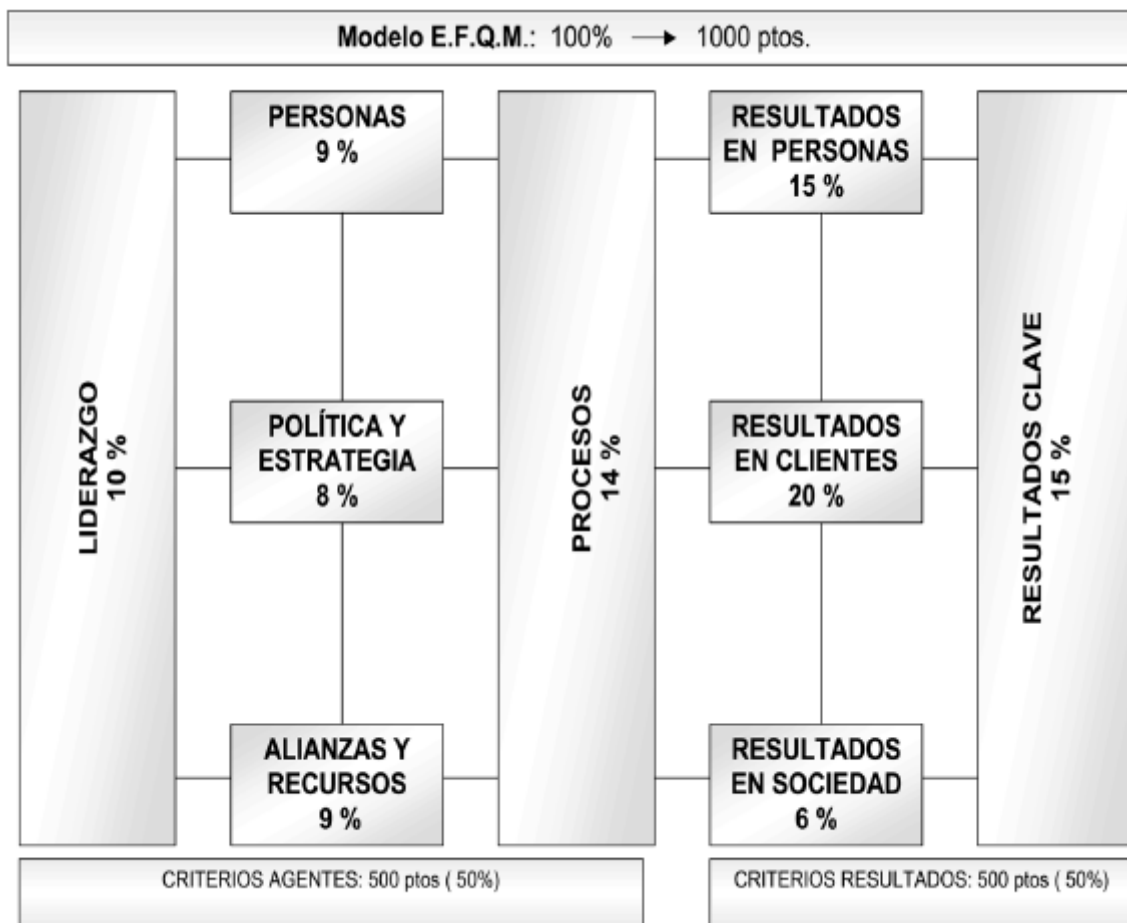 Modelo E.F.Q.M.: 100% → 1000 ptos.
LIDERAZGO
10 %
PERSONAS
9 %
POLÍTICA Y
ESTRATEGIA
8 %
ALIANZAS Y
RECURSOS
9 %
PROCESOS
14 %
RESULTADOS
EN PERSONAS
15 %
RESULTADOS
EN CLIENTES
20 %
RESULTADOS
EN SOCIEDAD
6 %
RESULTADOS CLAVE
15 %
CRITERIOS AGENTES: 500 ptos ( 50%)
CRITERIOS RESULTADOS: 500 ptos ( 50%)